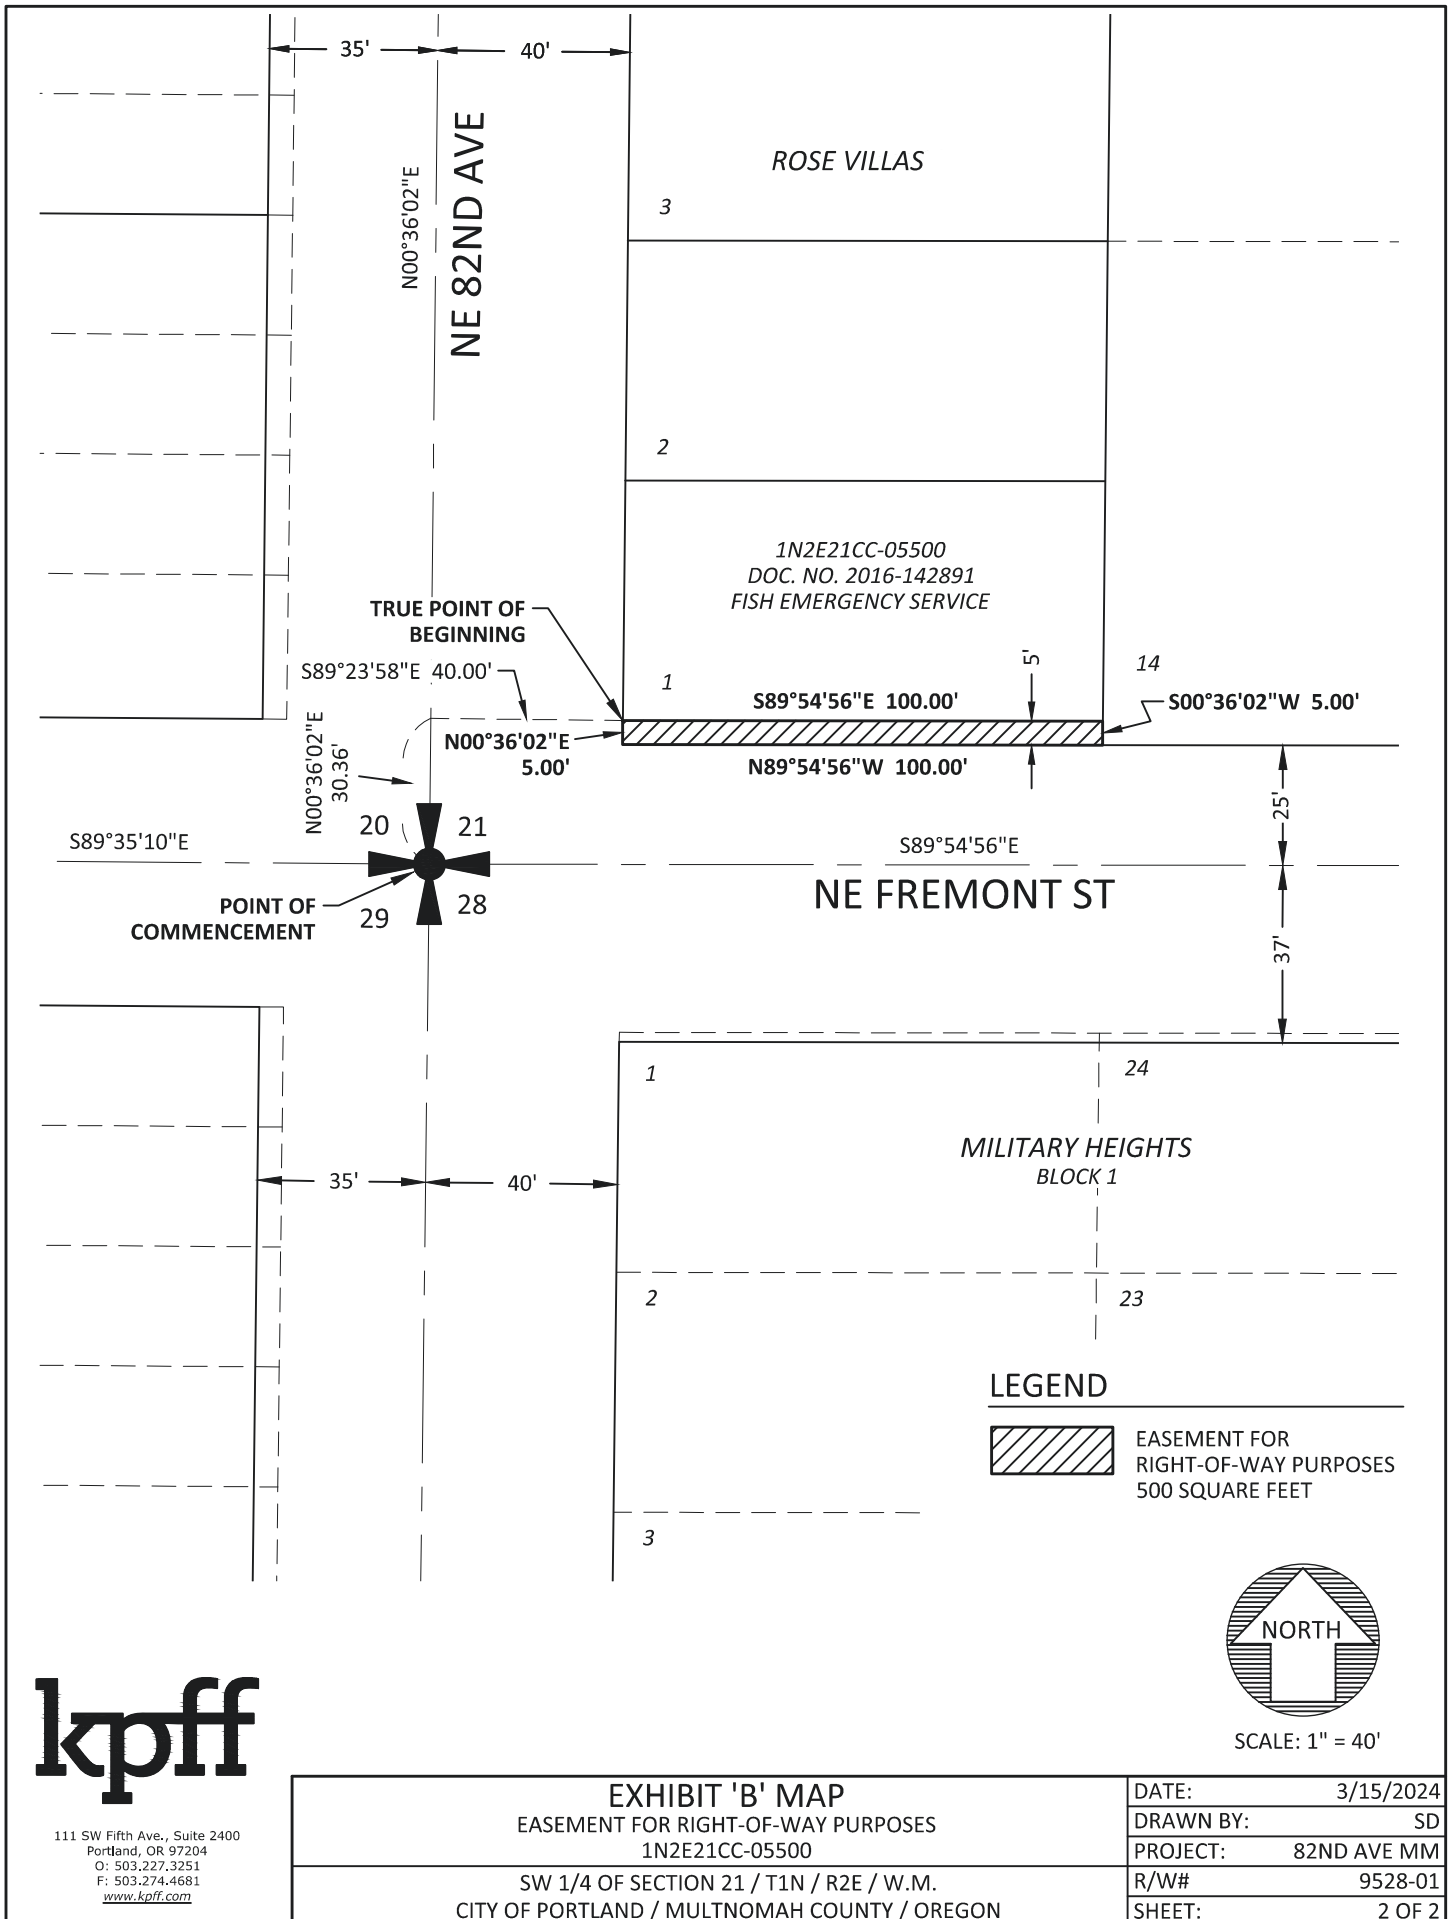 35'
40'
NE 82ND AVE
N00°36'02"E
ROSE VILLAS
3
2
1N2E21CC-05500
DOC. NO. 2016-142891
FISH EMERGENCY SERVICE
TRUE POINT OF
BEGINNING
S89°23'58"E 40.00'
1
5'
14
S89°54'56"E 100.00'
S00°36'02"W 5.00'
N00°36'02"E
5.00'
N89°54'56"W 100.00'
N00°36'02"E
30.36'
20
21
25'
S89°35'10"E
S89°54'56"E
NE FREMONT ST
POINT OF
COMMENCEMENT
29
28
37'
1
24
MILITARY HEIGHTS
BLOCK 1
35'
40'
2
23
LEGEND
EASEMENT FOR
RIGHT-OF-WAY PURPOSES
500 SQUARE FEET
3
NORTH
SCALE: 1" = 40'
kpff
111 SW Fifth Ave., Suite 2400
Portland, OR 97204
O: 503.227.3251
F: 503.274.4681
www.kpff.com
EXHIBIT 'B' MAP
EASEMENT FOR RIGHT-OF-WAY PURPOSES
1N2E21CC-05500
SW 1/4 OF SECTION 21 / T1N / R2E / W.M.
CITY OF PORTLAND / MULTNOMAH COUNTY / OREGON
DATE: 3/15/2024
DRAWN BY: SD
PROJECT: 82ND AVE MM
R/W# 9528-01
SHEET: 2 OF 2